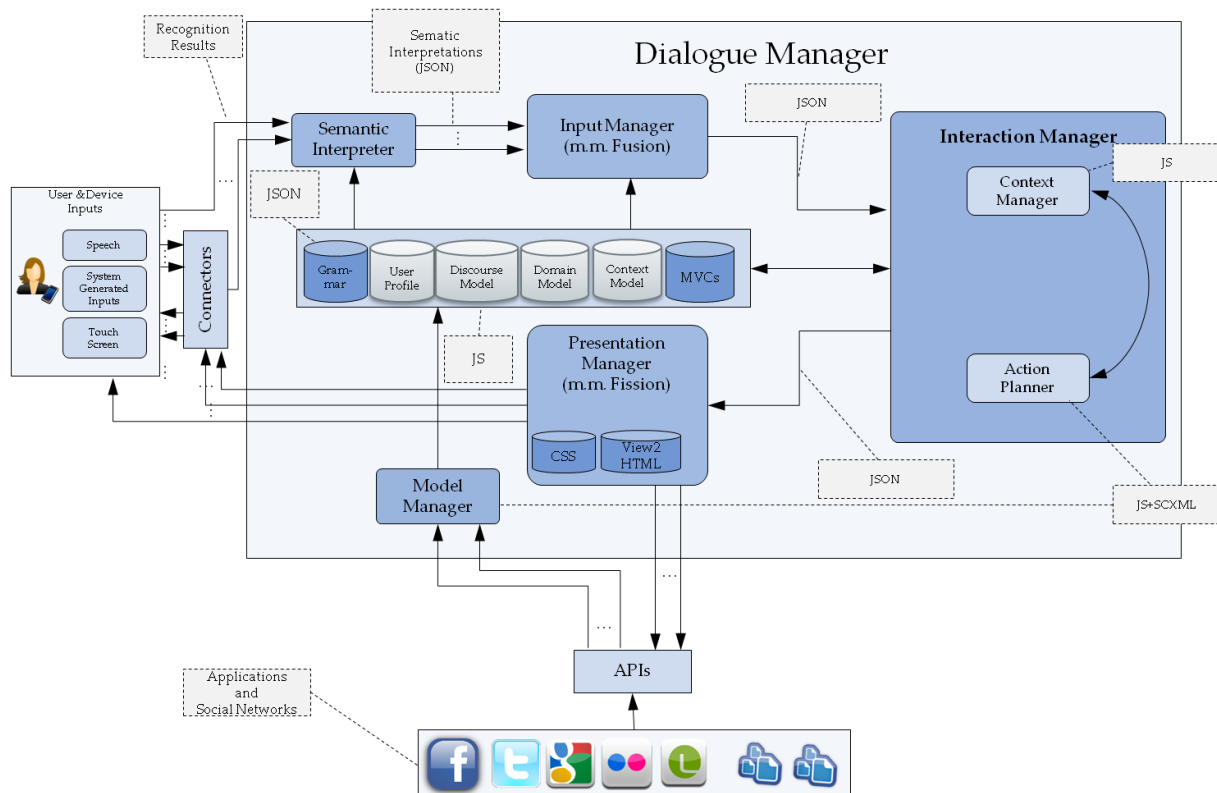 Recognition
Results
Sematic
Interpretations
(JSON)
Dialogue Manager
JSON
Semantic
Interpreter
Input Manager
(m.m. Fusion)
Interaction Manager
JS
Context
Manager
...
JSON
User &Device
Inputs
Speech
System
Generated
Inputs
Touch
Screen
Connectors
Gram-
mar
User
Profile
Discourse
Model
Domain
Model
Context
Model
MVCs
JS
Presentation
Manager
(m.m. Fission)
Action
Planner
CSS
View2
HTML
JSON
Model
Manager
JS+SCXML
...
...
APIs
Applications
and
Social Networks
f
t
g
L